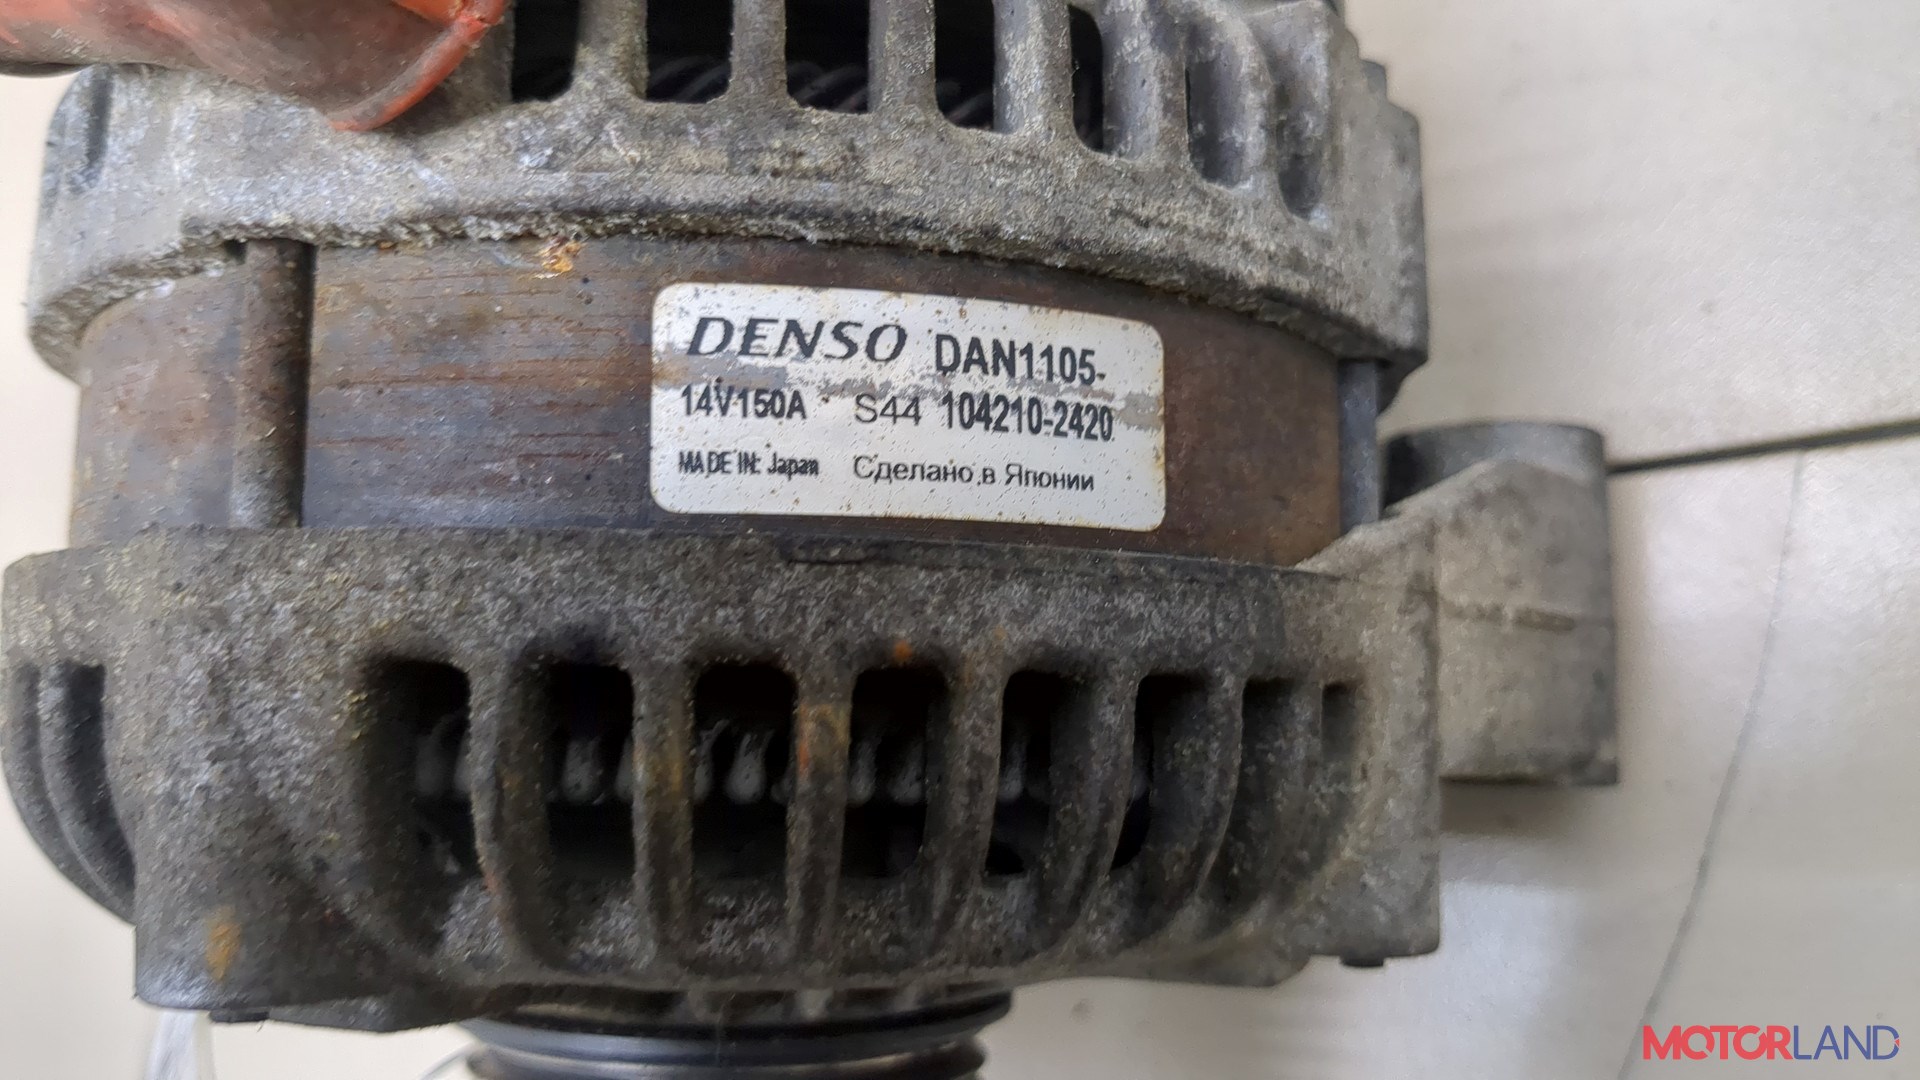 DENSO DAN1105-
14V150A S44 104210-2420
MADE IN: Japan Сделано в Японии
MOTORLAND